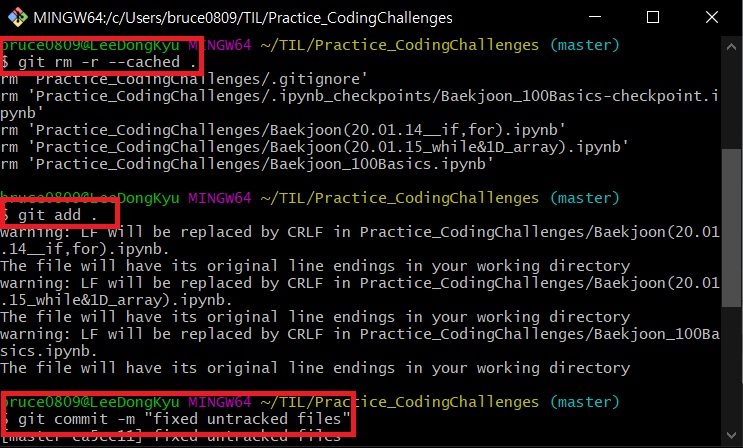 MINGW64:/c/Users/bruce0809/TIL/Practice_CodingChallenges
bruce0809@LeeDongKyu MINGW64 ~/TIL/Practice_CodingChallenges (master)
$ git rm -r --cached .
rm 'Practice_CodingChallenges/.gitignore'
rm 'Practice_CodingChallenges/.ipynb_checkpoints/Baekjoon_100Basics-checkpoint.i
pynb'
rm 'Practice_CodingChallenges/Baekjoon(20.01.14__if,for).ipynb'
rm 'Practice_CodingChallenges/Baekjoon(20.01.15_while&1D_array).ipynb'
rm 'Practice_CodingChallenges/Baekjoon_100Basics.ipynb'
bruce0809@LeeDongKyu MINGW64 ~/TIL/Practice_CodingChallenges (master)
$ git add .
warning: LF will be replaced by CRLF in Practice_CodingChallenges/Baekjoon(20.01
.14__if,for).ipynb.
The file will have its original line endings in your working directory
warning: LF will be replaced by CRLF in Practice_CodingChallenges/Baekjoon(20.01
.15_while&1D_array).ipynb.
The file will have its original line endings in your working directory
warning: LF will be replaced by CRLF in Practice_CodingChallenges/Baekjoon_100Ba
sics.ipynb.
The file will have its original line endings in your working directory
bruce0809@LeeDongKyu MINGW64 ~/TIL/Practice_CodingChallenges (master)
$ git commit -m "fixed untracked files"
[master ca5ec11] fixed untracked files